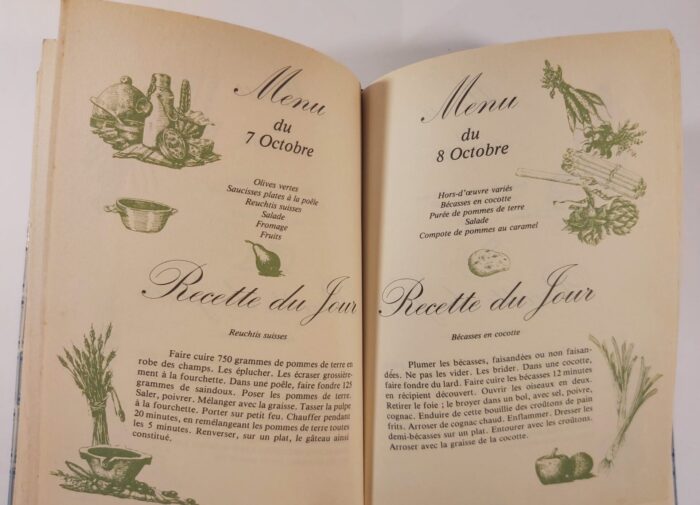 Menu
du
7 Octobre
Olives vertes
Saucisses plates à la poêle
Reuchtis suisses
Salade
Fromage
Fruits
Recette du Jour
Reuchtis suisses
Faire cuire 750 grammes de pommes de terre en
robe des champs. Les éplucher. Les écraser grossière-
ment à la fourchette. Dans une poêle, faire fondre 125
grammes de saindoux. Poser les pommes de terre.
Saler, poivrer. Mélanger avec la graisse. Tasser la pulpe
à la fourchette. Porter sur petit feu. Chauffer pendant
20 minutes, en remélangeant les pommes de terre toutes
les 5 minutes. Renverser, sur un plat, le gâteau ainsi
constitué.
Menu
du
8 Octobre
Hors-d'œuvre variés
Bécasses en cocotte
Purée de pommes de terre
Salade
Compote de pommes au caramel
Recette du Jour
Bécasses en cocotte
Plumer les bécasses, faisandées ou non faisan-
dées. Ne pas les vider. Les brider. Dans une cocotte,
faire fondre du lard. Faire cuire les bécasses 12 minutes
en récipient découvert. Ouvrir les oiseaux en deux.
Retirer le foie ; le broyer dans un bol, avec sel, poivre,
cognac. Enduire de cette bouillie des croûtons de pain
frits. Arroser de cognac chaud. Enflammer. Dresser les
demi-bécasses sur un plat. Entourer avec les croûtons.
Arroser avec la graisse de la cocotte.